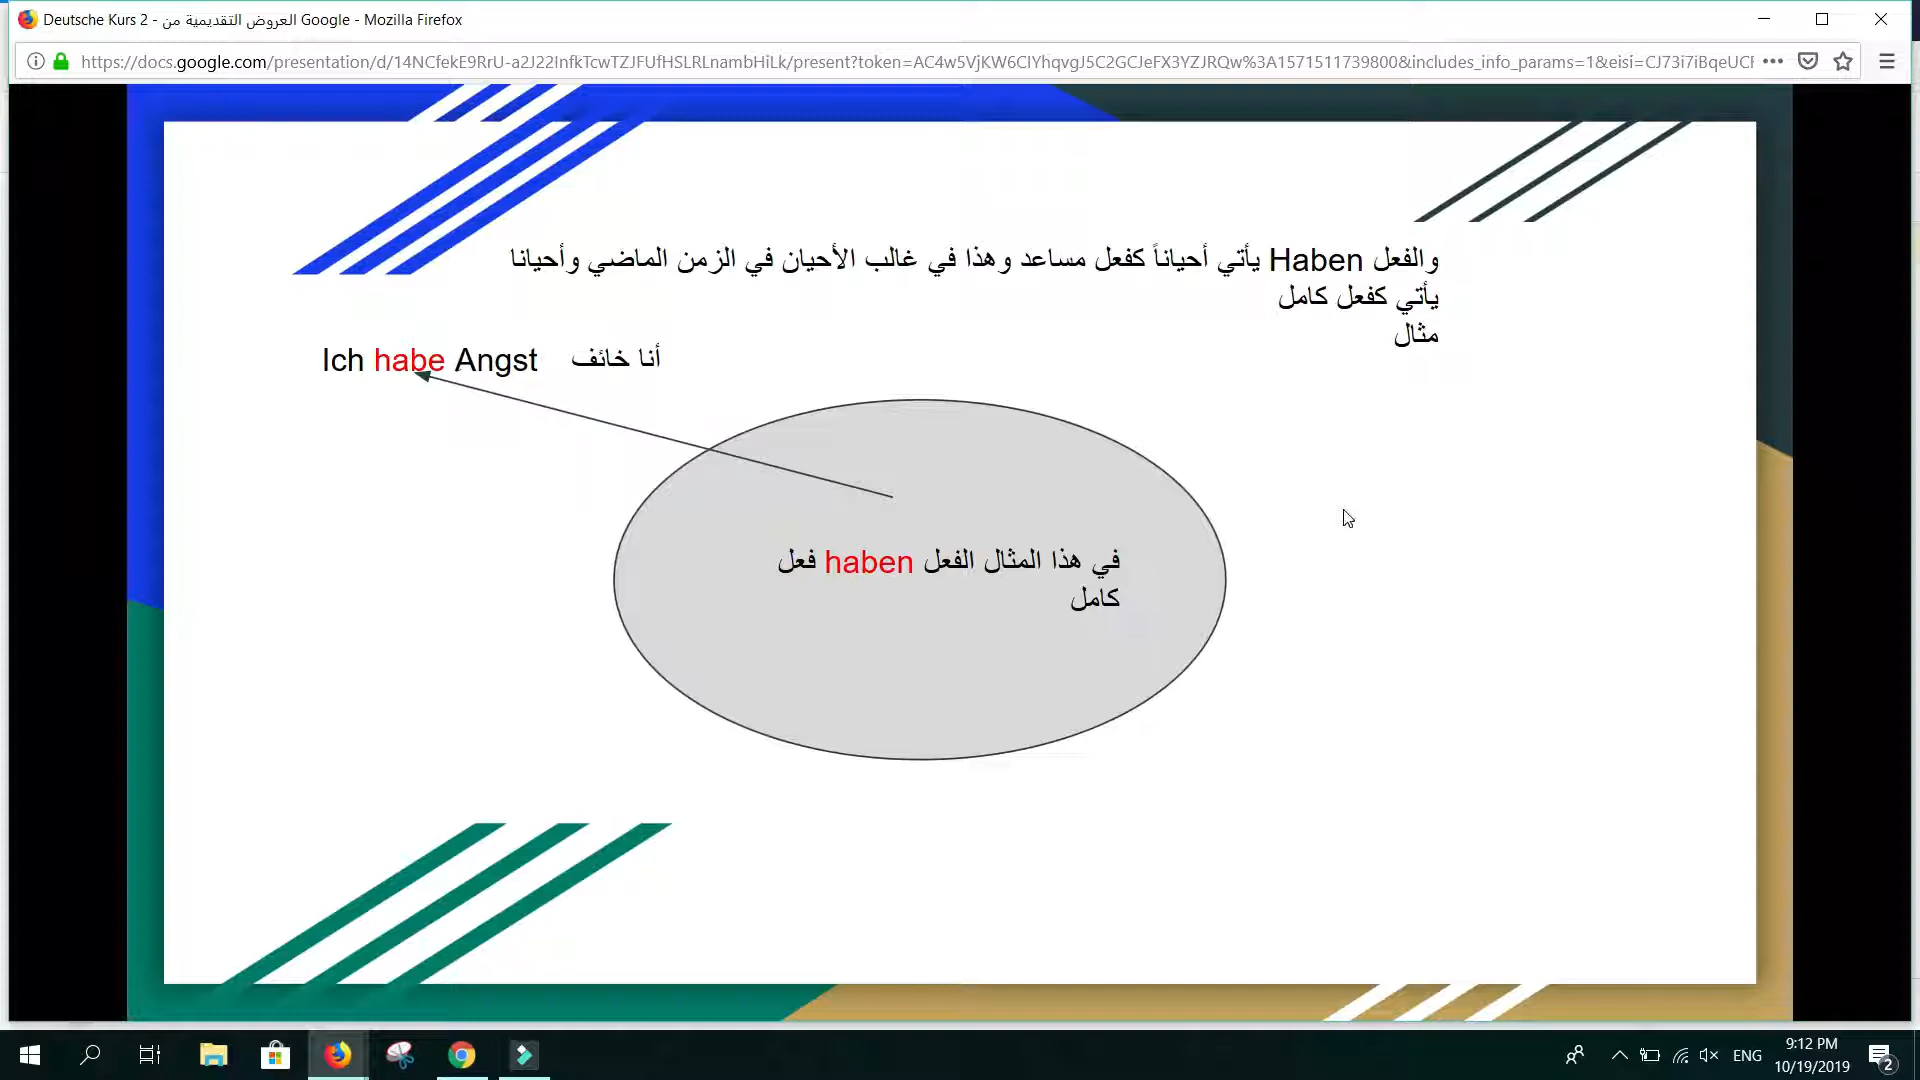 Deutsche Kurs 2 - العروض التقديمية من Google - Mozilla Firefox
https://docs.google.com/presentation/d/14NCfekE9RrU-a2J22InfkTcwTZJFUfHSLRLnambHiLk/present?token=AC4w5VjKW6CIYhqvgJ5C2GCJeFX3YZJRQw%3A1571511739800&includes_info_params=1&eisi=CJ73i7iBqeUCF
والفعل Haben يأتي أحياناً كفعل مساعد وهذا في غالب الأحيان في الزمن الماضي وأحيانا
يأتي كفعل كامل
مثال
Ich habe Angst أنا خائف
في هذا المثال الفعل haben فعل
كامل
ENG
9:12 PM
10/19/2019
2